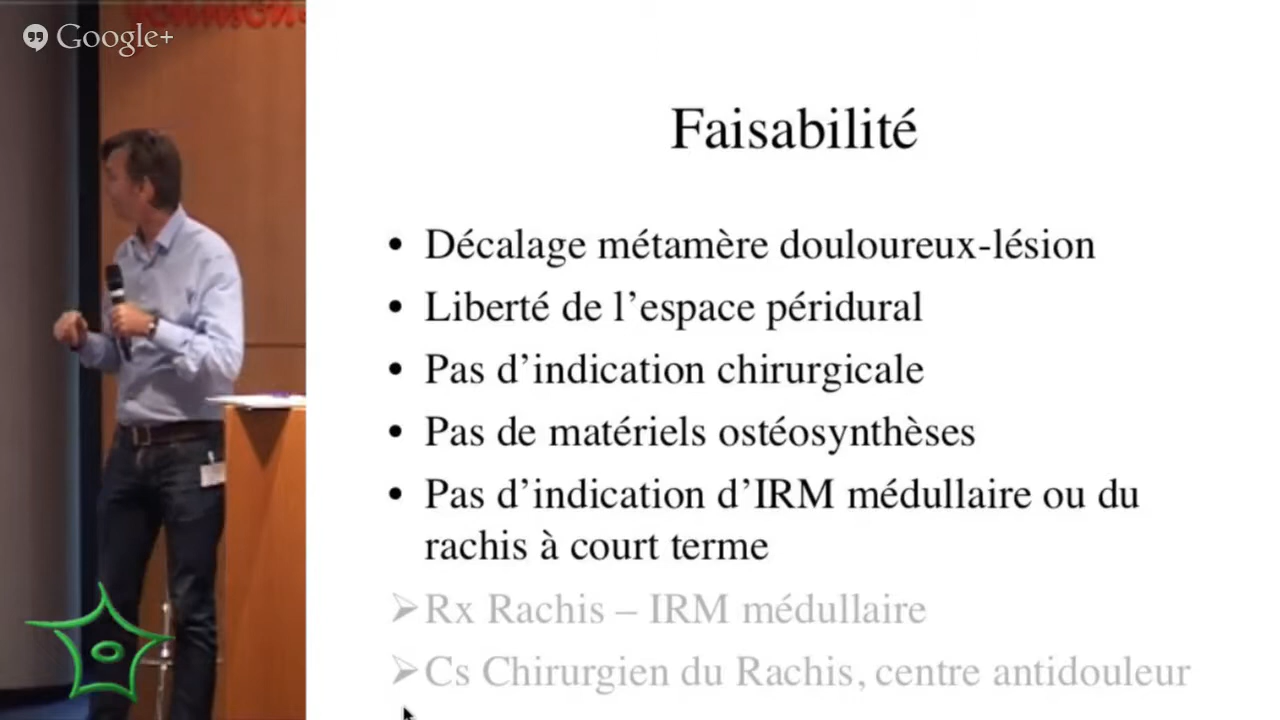 Google+
Faisabilité
• Décalage métamère douloureux-lésion
• Liberté de l’espace péridural
• Pas d’indication chirurgicale
• Pas de matériels ostéosynthèses
• Pas d’indication d’IRM médullaire ou du
rachis à court terme
➢ Rx Rachis – IRM médullaire
➢ Cs Chirurgien du Rachis, centre antidouleur